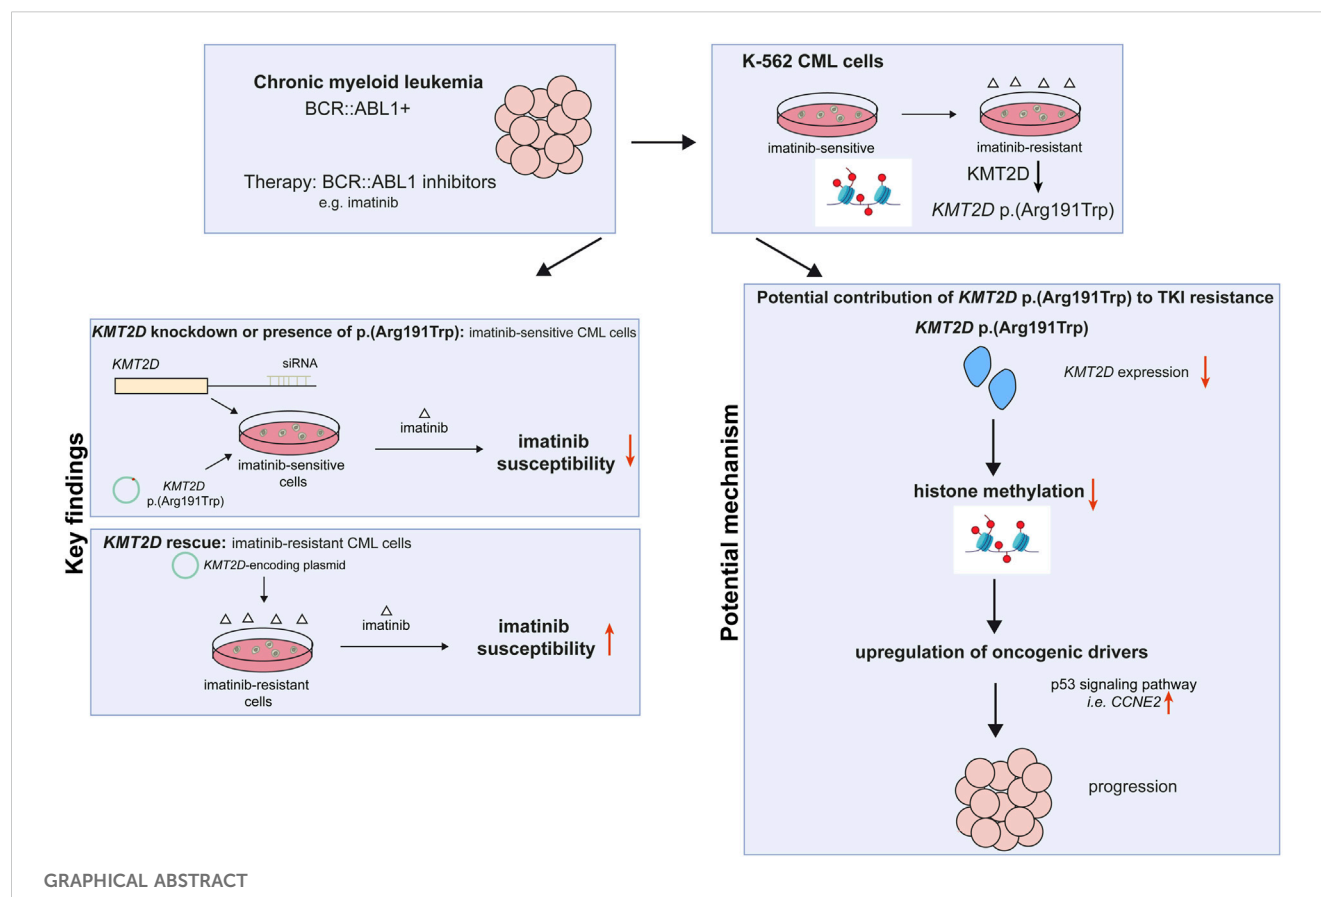 Chronic myeloid leukemia
BCR::ABL1+
Therapy: BCR::ABL1 inhibitors
e.g. imatinib
K-562 CML cells
imatinib-sensitive
imatinib-resistant
KMT2D
KMT2D p.(Arg191Trp)
Key findings
KMT2D knockdown or presence of p.(Arg191Trp): imatinib-sensitive CML cells
KMT2D
siRNA
imatinib-sensitive
cells
KMT2D
p.(Arg191Trp)
imatinib
imatinib
susceptibility
KMT2D rescue: imatinib-resistant CML cells
KMT2D-encoding plasmid
imatinib-resistant
cells
imatinib
imatinib
susceptibility
Potential mechanism
Potential contribution of KMT2D p.(Arg191Trp) to TKI resistance
KMT2D p.(Arg191Trp)
KMT2D expression
histone methylation
upregulation of oncogenic drivers
p53 signaling pathway
i.e. CCNE2
progression
GRAPHICAL ABSTRACT